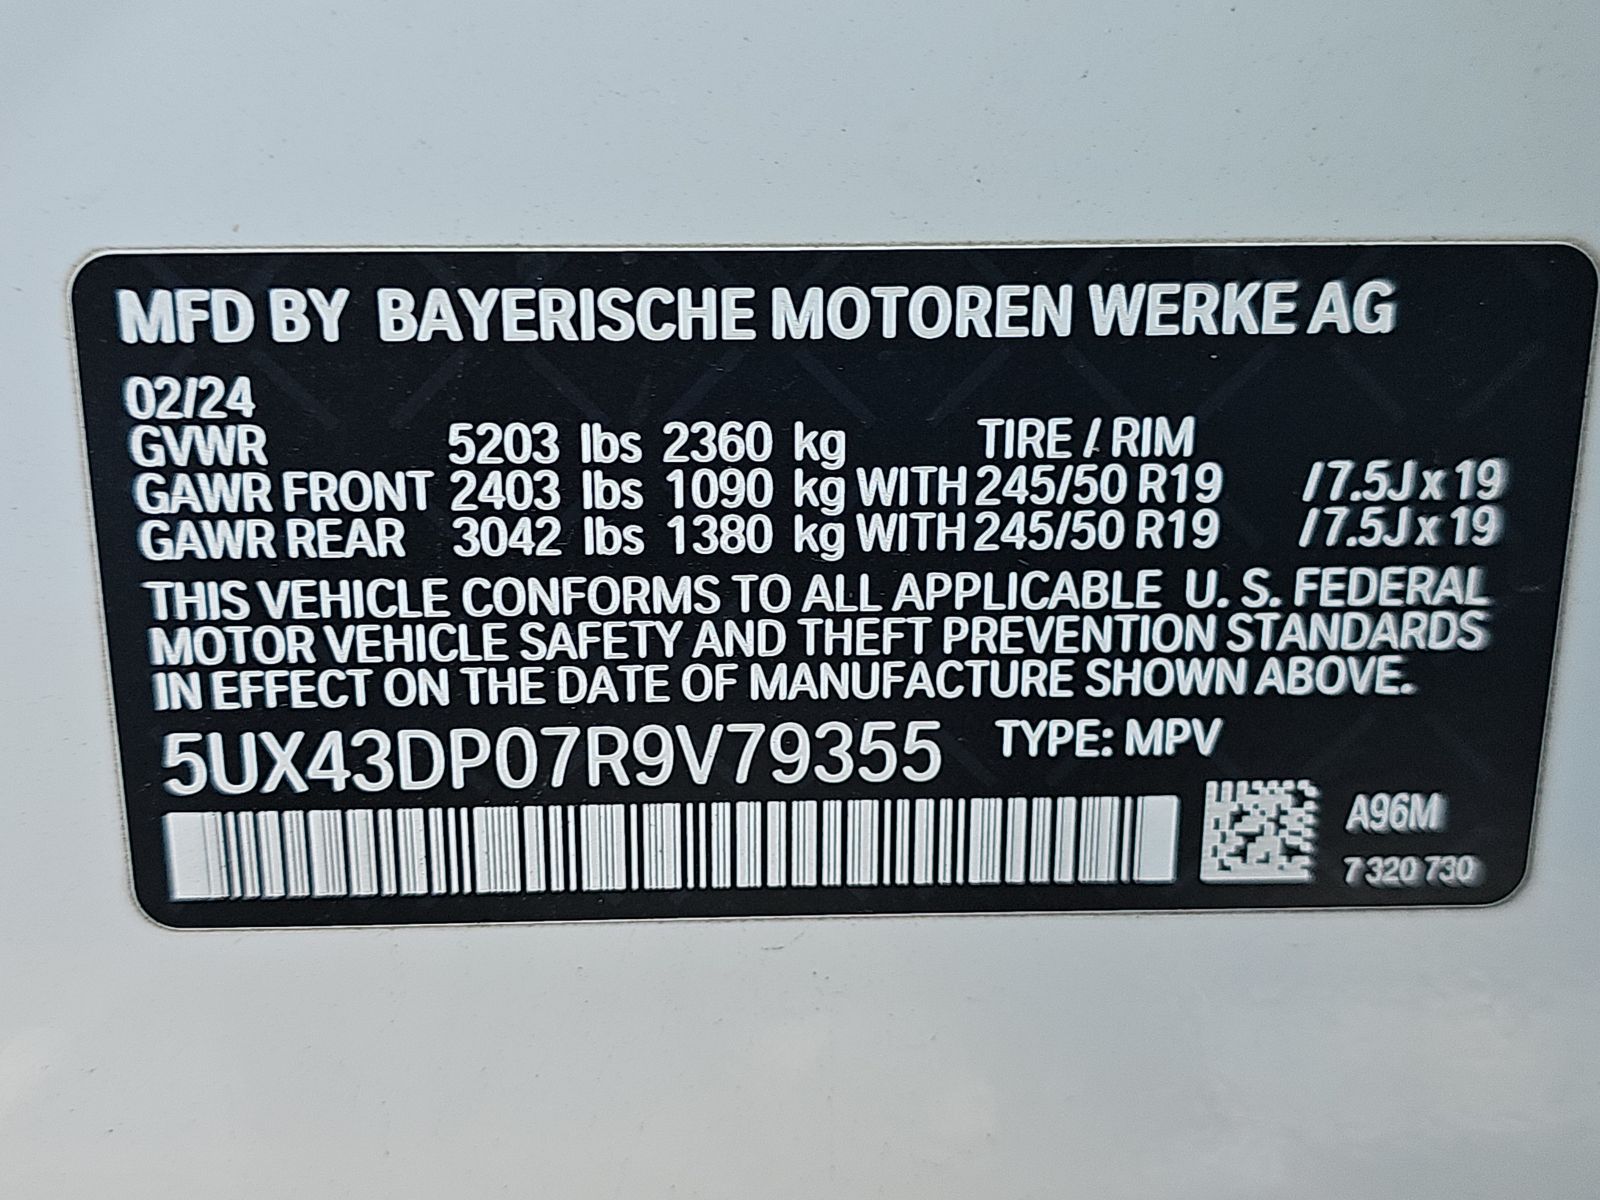 MFD BY BAYERISCHE MOTOREN WERKE AG
02/24
GVWR 5203 lbs 2360 kg TIRE / RIM
GAWR FRONT 2403 lbs 1090 kg WITH 245/50 R19 /7.5J x 19
GAWR REAR 3042 lbs 1380 kg WITH 245/50 R19 /7.5J x 19
THIS VEHICLE CONFORMS TO ALL APPLICABLE U. S. FEDERAL
MOTOR VEHICLE SAFETY AND THEFT PREVENTION STANDARDS
IN EFFECT ON THE DATE OF MANUFACTURE SHOWN ABOVE.
5UX43DP07R9V79355 TYPE: MPV
A96M
7 320 730